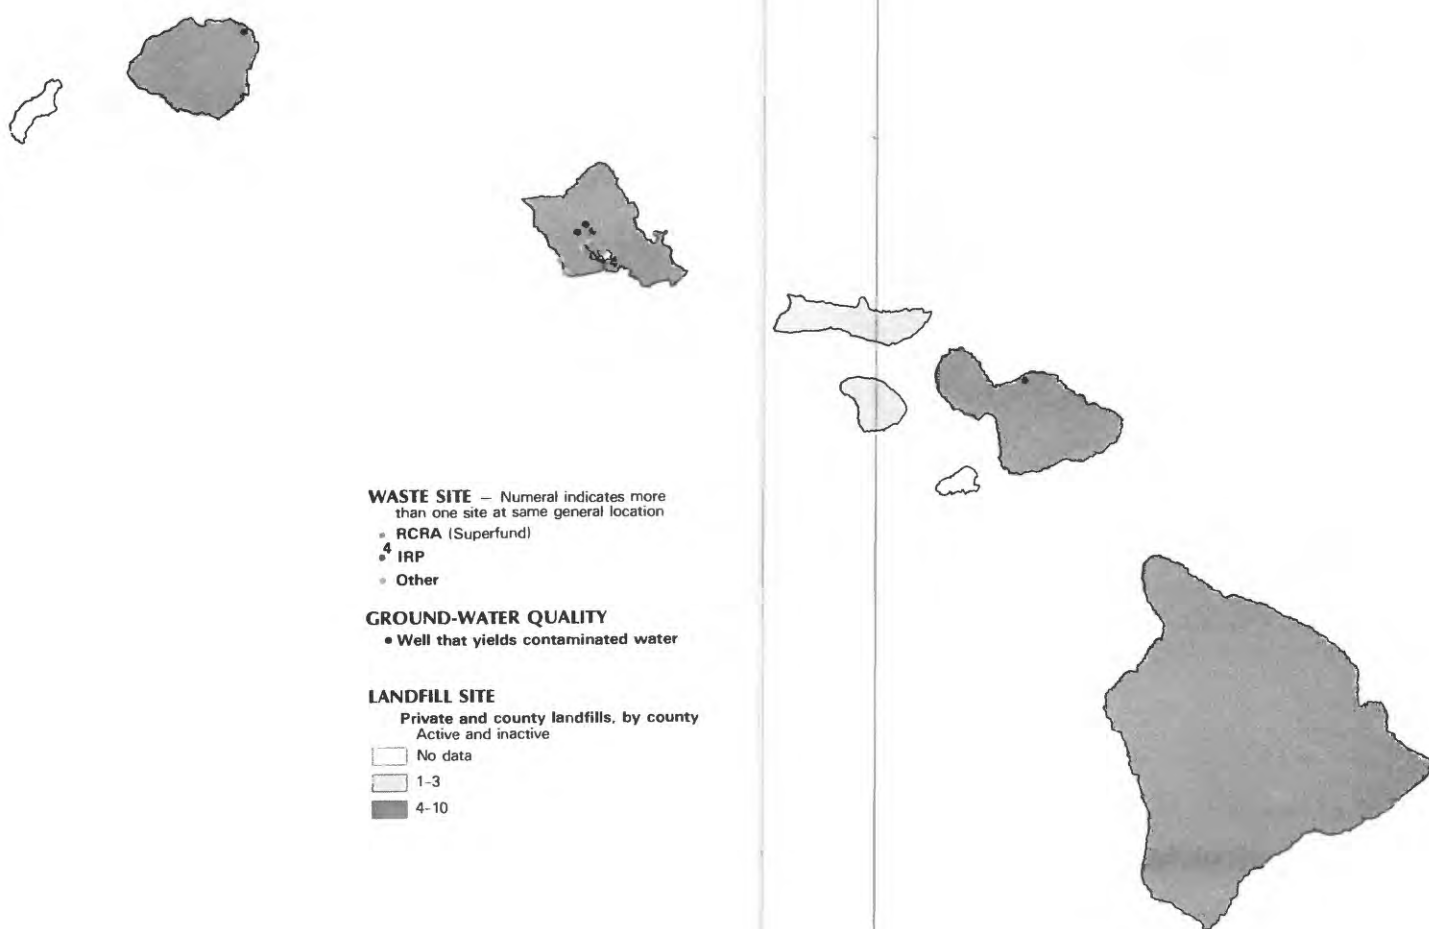 WASTE SITE — Numeral indicates more
than one site at same general location
RCRA (Superfund)
4 IRP
Other
GROUND-WATER QUALITY
Well that yields contaminated water
LANDFILL SITE
Private and county landfills, by county
Active and inactive
No data
1-3
4-10